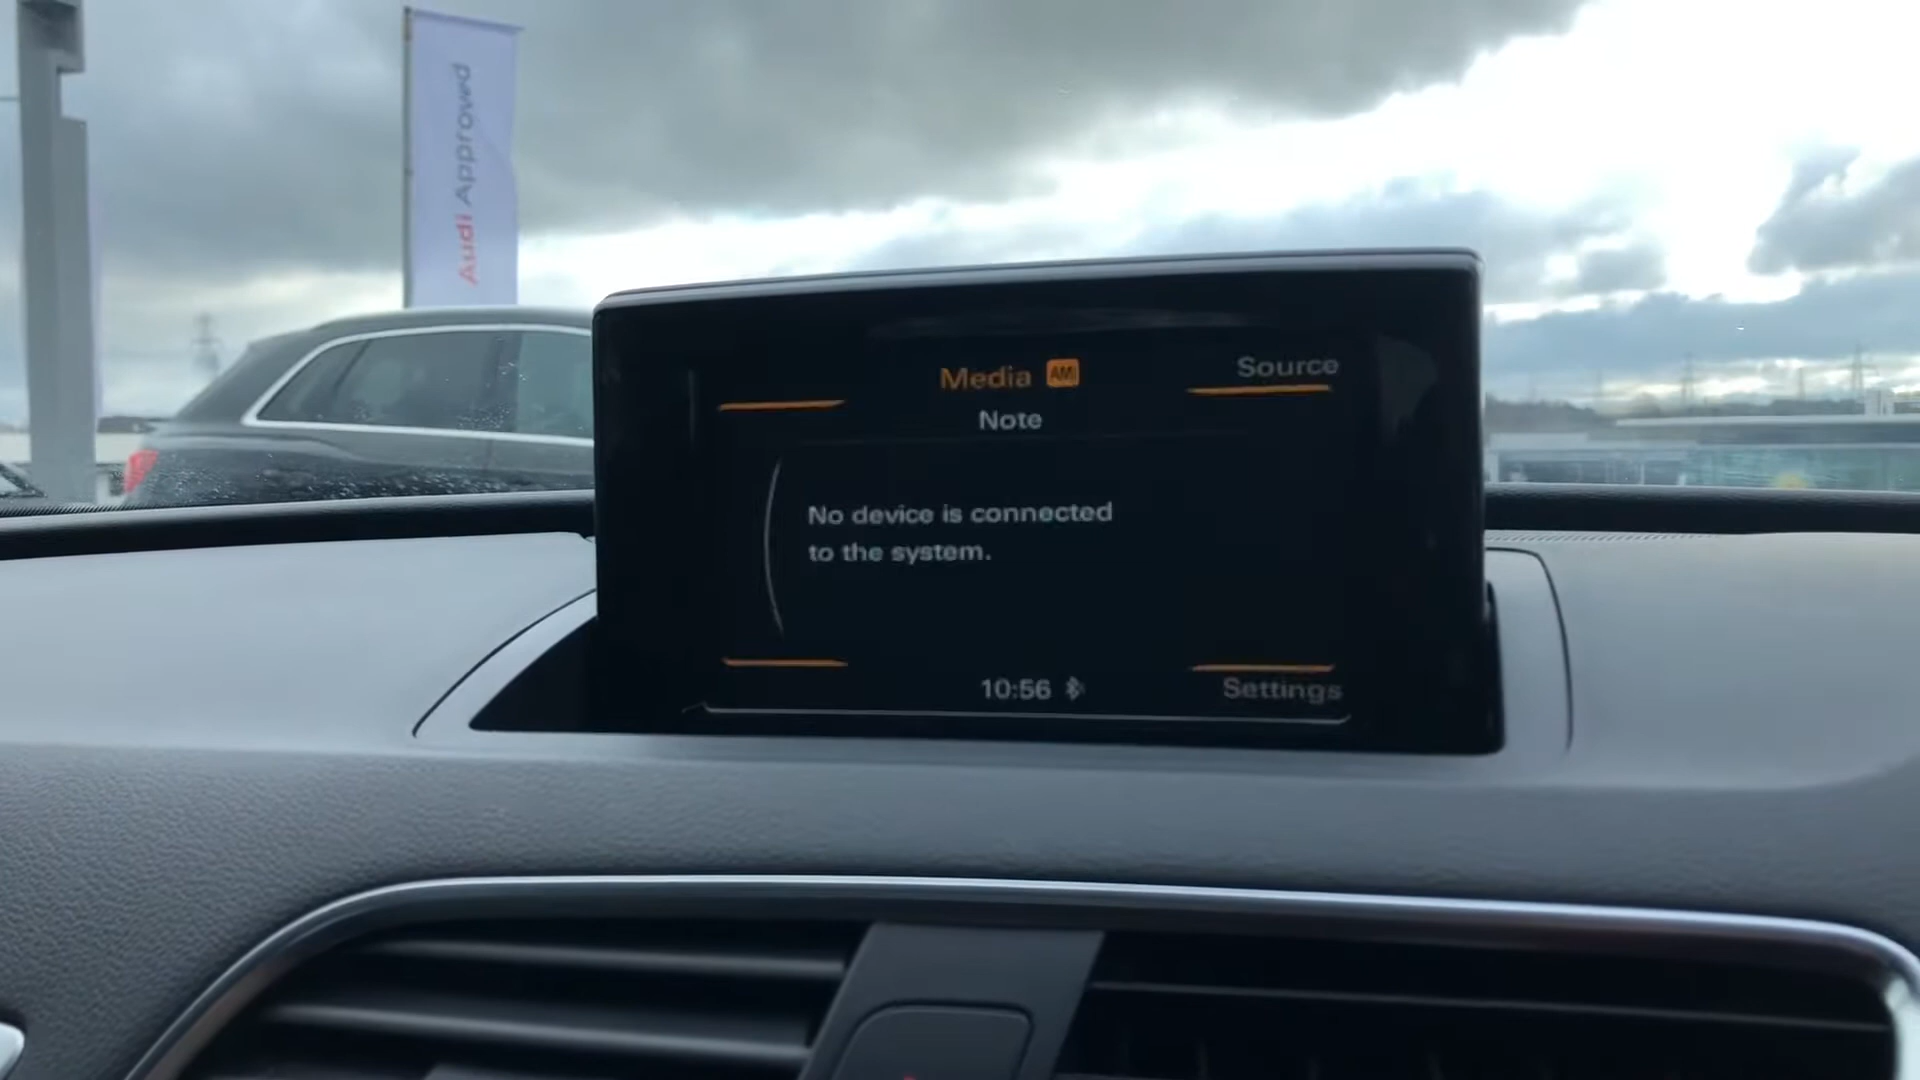 Audi Approved
Media AMI
Source
Note
No device is connected
to the system.
10:56
Settings